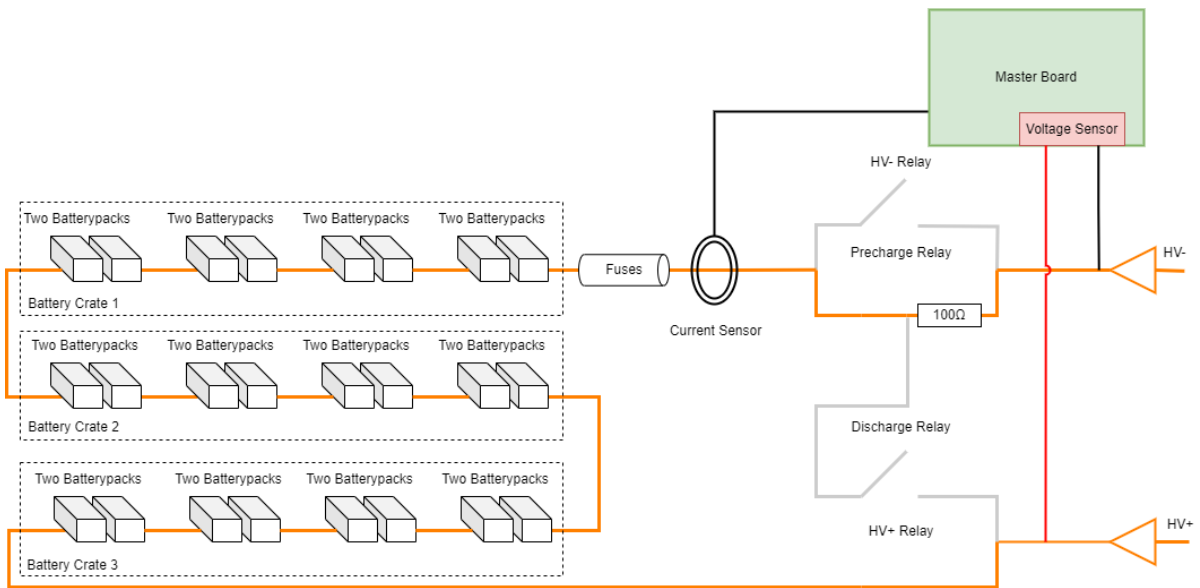 Master Board
Voltage Sensor
HV- Relay
Two Batterypacks
Two Batterypacks
Two Batterypacks
Two Batterypacks
Precharge Relay
HV-
Fuses
Battery Crate 1
100Ω
Current Sensor
Two Batterypacks
Two Batterypacks
Two Batterypacks
Two Batterypacks
Battery Crate 2
Discharge Relay
Two Batterypacks
Two Batterypacks
Two Batterypacks
Two Batterypacks
HV+ Relay
HV+
Battery Crate 3